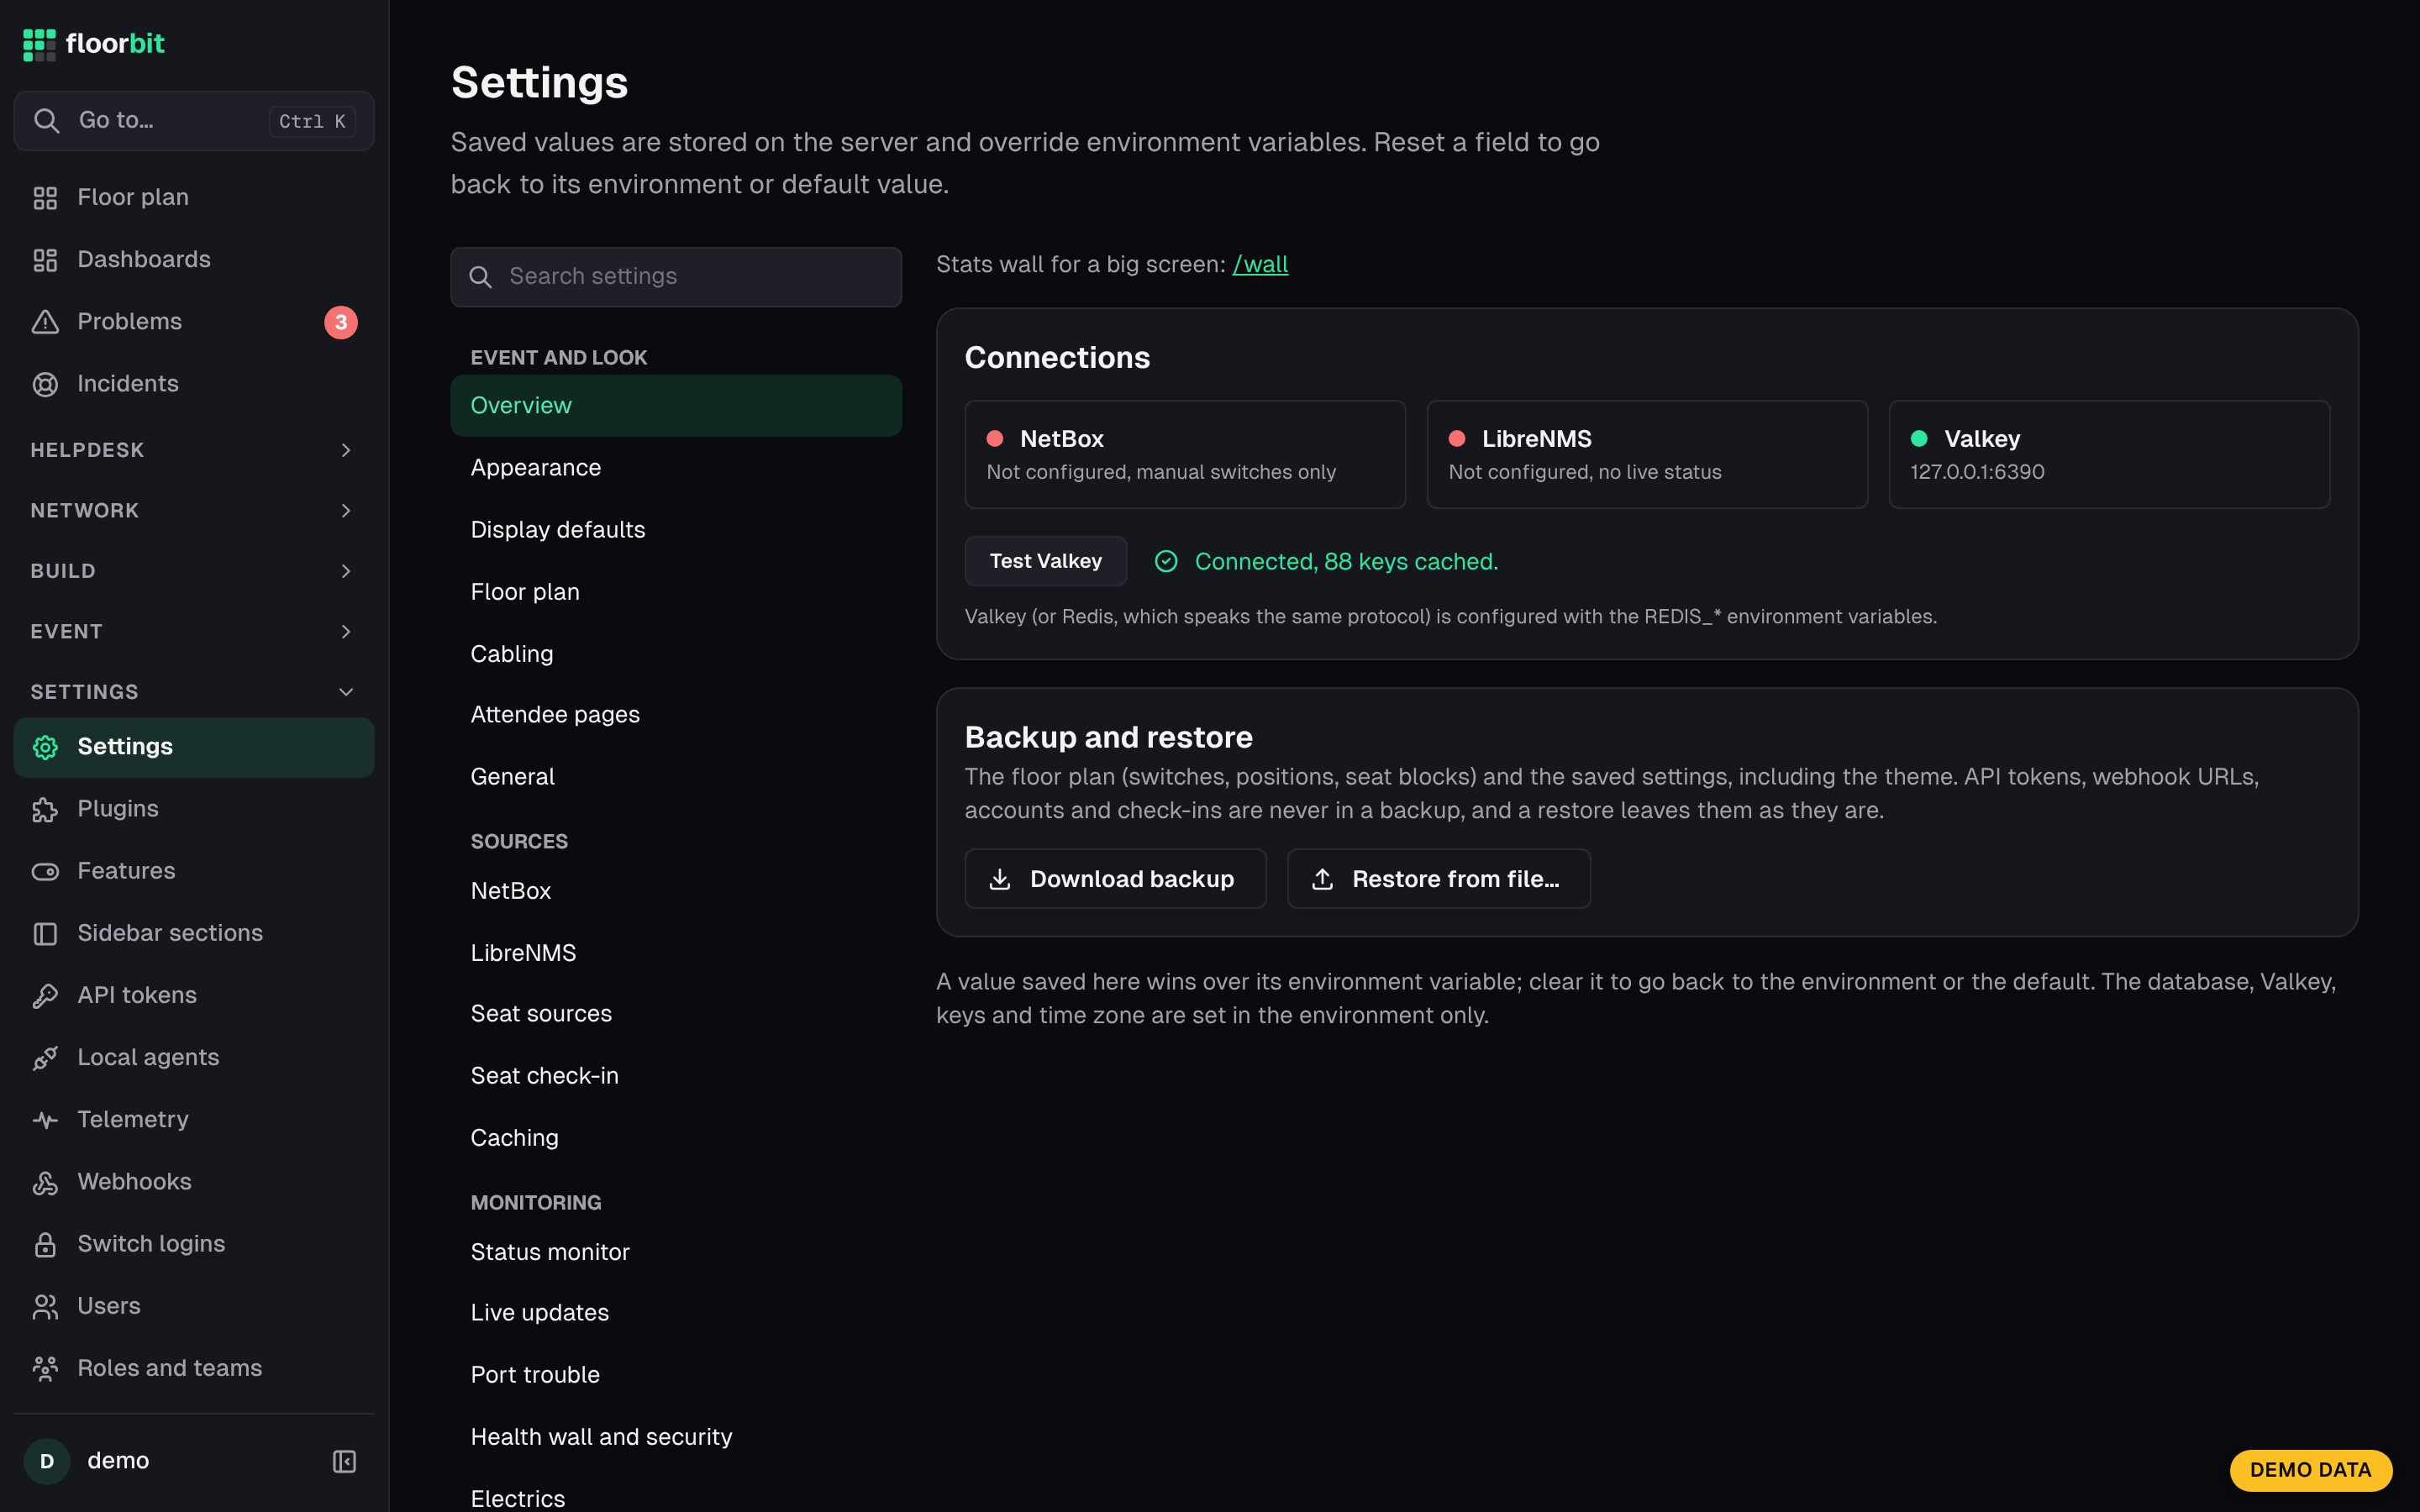 floorbit
Go to...
Ctrl K
Floor plan
Dashboards
Problems
3
Incidents
HELPDESK
NETWORK
BUILD
EVENT
SETTINGS
Settings
Plugins
Features
Sidebar sections
API tokens
Local agents
Telemetry
Webhooks
Switch logins
Users
Roles and teams
D
demo
Settings
Saved values are stored on the server and override environment variables. Reset a field to go
back to its environment or default value.
Search settings
EVENT AND LOOK
Overview
Appearance
Display defaults
Floor plan
Cabling
Attendee pages
General
SOURCES
NetBox
LibreNMS
Seat sources
Seat check-in
Caching
MONITORING
Status monitor
Live updates
Port trouble
Health wall and security
Electrics
Stats wall for a big screen: /wall
Connections
NetBox
Not configured, manual switches only
LibreNMS
Not configured, no live status
Valkey
127.0.0.1:6390
Test Valkey
Connected, 88 keys cached.
Valkey (or Redis, which speaks the same protocol) is configured with the REDIS_* environment variables.
Backup and restore
The floor plan (switches, positions, seat blocks) and the saved settings, including the theme. API tokens, webhook URLs,
accounts and check-ins are never in a backup, and a restore leaves them as they are.
Download backup
Restore from file...
A value saved here wins over its environment variable; clear it to go back to the environment or the default. The database, Valkey,
keys and time zone are set in the environment only.
DEMO DATA